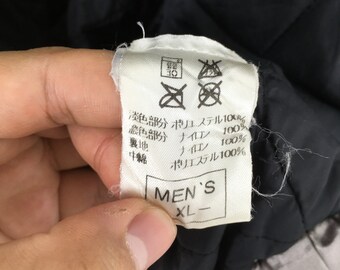 淡色部分 ポリエステル100%
濃色部分 ナイロン 100%
裏地 ナイロン 100%
中綿 ポリエステル100%
MEN'S
XL